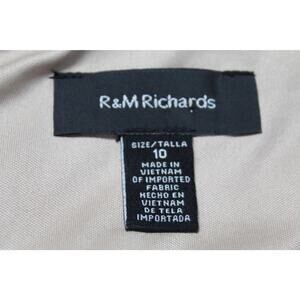 R&M Richards
SIZE/TALLA
10
MADE IN
VIETNAM
OF IMPORTED
FABRIC
HECHO EN
VIETNAM
DE TELA
IMPORTADA